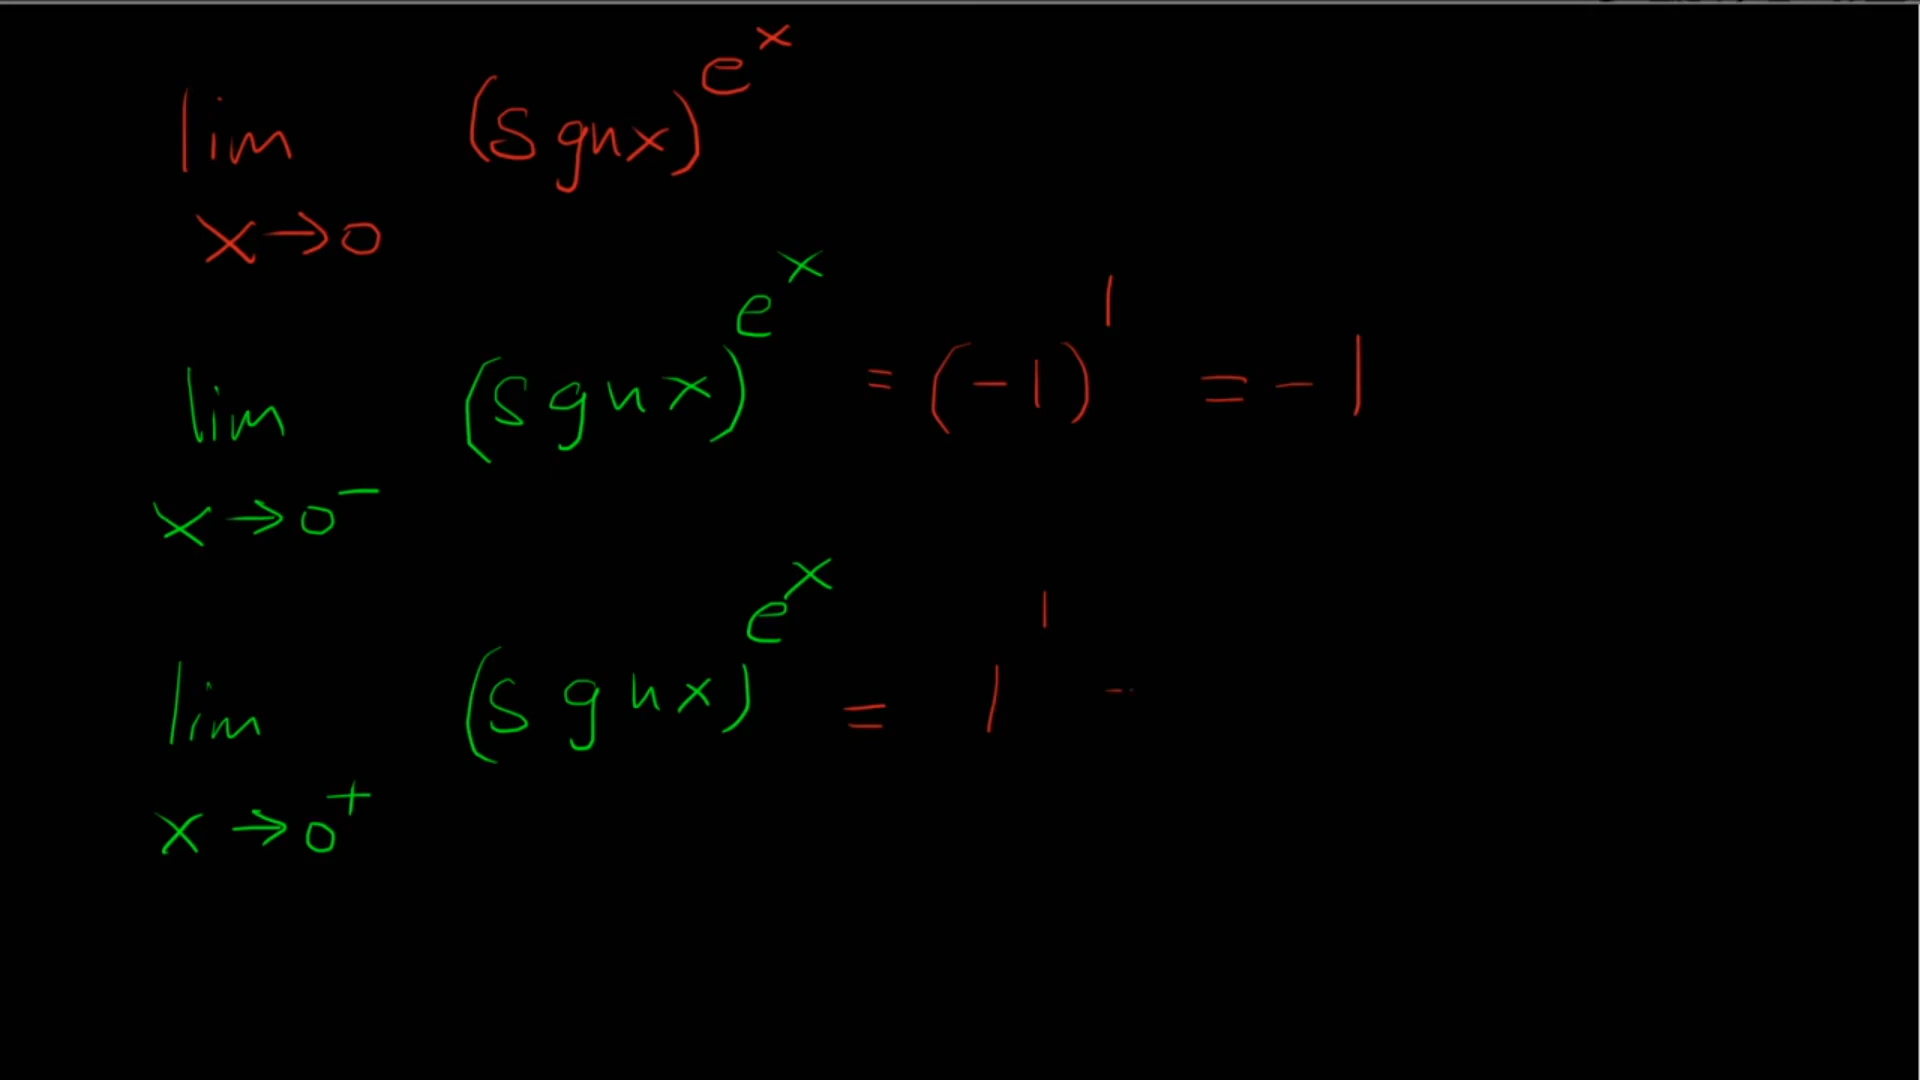 lim (sgnx)^e^x
x→0
lim (sgnx)^e^x = (-1)^1 = -1
x→0^-
lim (sgnx)^e^x = 1^1 -
x→0^+